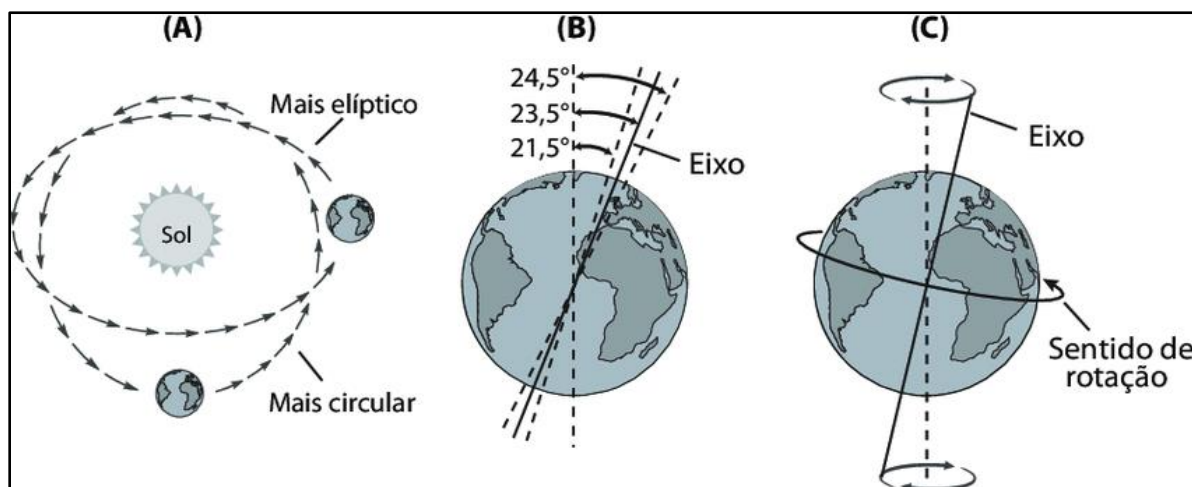 (A)
Mais elíptico
Sol
Mais circular
(B)
24,5°
23,5°
21,5°
Eixo
(C)
Eixo
Sentido de
rotação